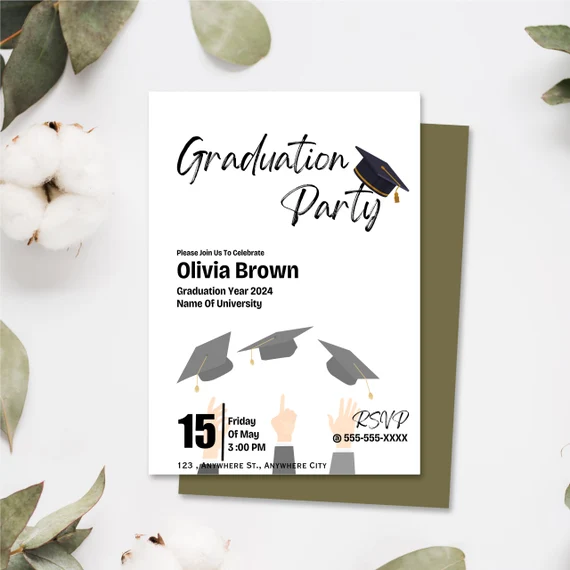 Graduation
Party
Please Join Us To Celebrate
Olivia Brown
Graduation Year 2024
Name Of University
15
Friday
Of May
3 :00 PM
RSVP
@ 555-555-XXXX
123 , Anywhere St., Anywhere City